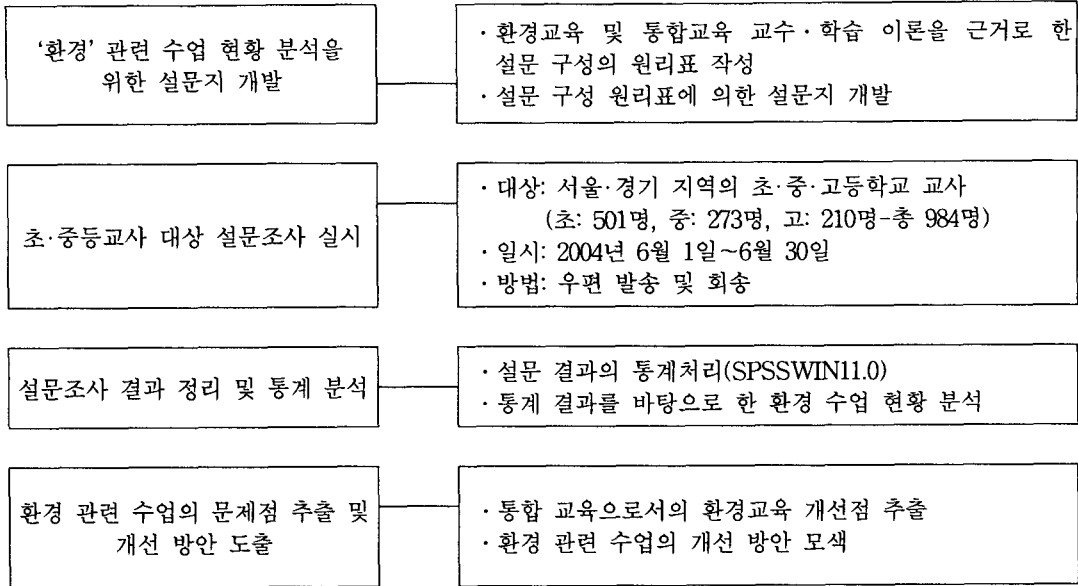 ‘환경’ 관련 수업 현황 분석을
위한 설문지 개발
· 환경교육 및 통합교육 교수·학습 이론을 근거로 한
설문 구성의 원리표 작성
· 설문 구성 원리표에 의한 설문지 개발
초·중등교사 대상 설문조사 실시
· 대상: 서울·경기 지역의 초·중·고등학교 교사
(초: 501명, 중: 273명, 고: 210명-총 984명)
· 일시: 2004년 6월 1일~6월 30일
· 방법: 우편 발송 및 회송
설문조사 결과 정리 및 통계 분석
· 설문 결과의 통계처리(SPSSWIN11.0)
· 통계 결과를 바탕으로 한 환경 수업 현황 분석
환경 관련 수업의 문제점 추출 및
개선 방안 도출
· 통합 교육으로서의 환경교육 개선점 추출
· 환경 관련 수업의 개선 방안 모색